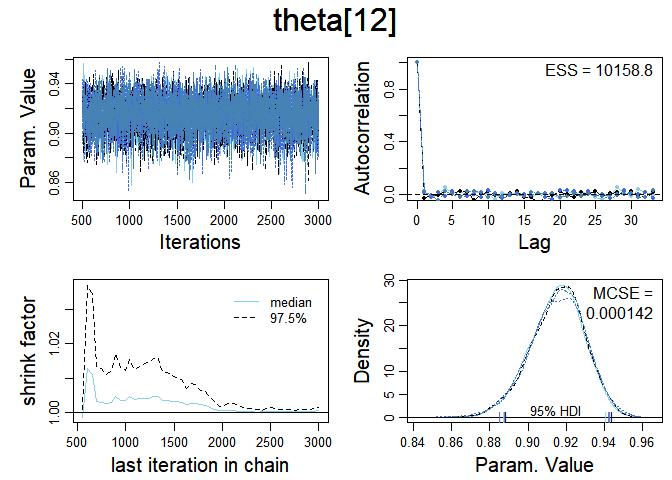 theta[12]
Param. Value
0.86 0.90 0.94
500 1000 1500 2000 2500 3000
Iterations
Autocorrelation
0.0 0.4 0.8
ESS = 10158.8
0 5 10 15 20 25 30
Lag
shrink factor
1.00 1.02
median
97.5%
500 1000 1500 2000 2500 3000
last iteration in chain
Density
0 5 10 20 30
MCSE =
0.000142
95% HDI
0.84 0.86 0.88 0.90 0.92 0.94 0.96
Param. Value